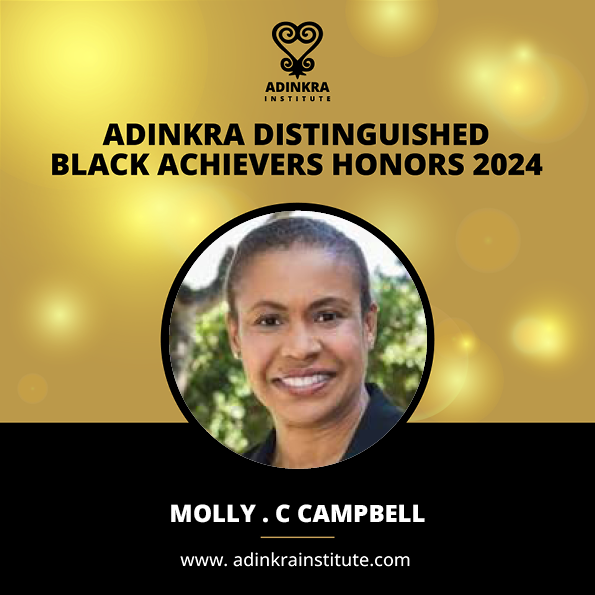 ADINKRA
INSTITUTE
ADINKRA DISTINGUISHED
BLACK ACHIEVERS HONORS 2024
MOLLY . C CAMPBELL
www. adinkrainstitute.com